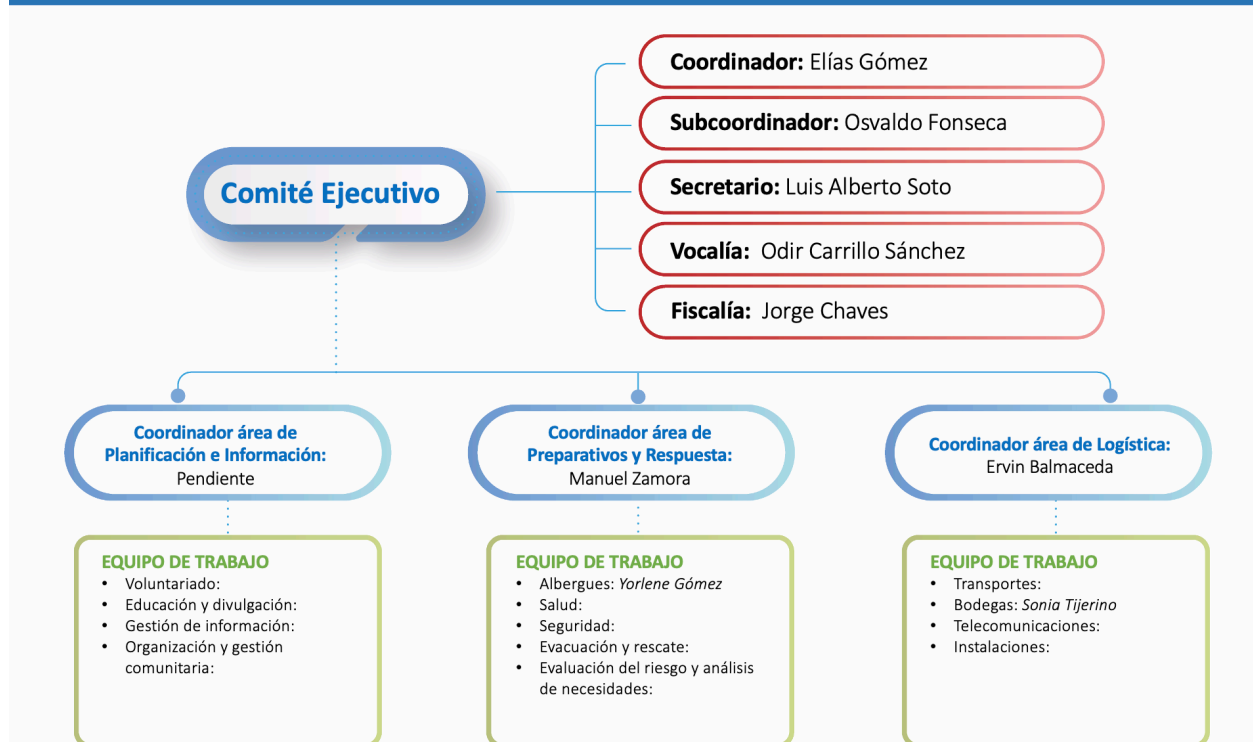 Coordinador: Elías Gómez
Subcoordinador: Osvaldo Fonseca
Comité Ejecutivo
Secretario: Luis Alberto Soto
Vocalía: Odir Carrillo Sánchez
Fiscalía: Jorge Chaves
Coordinador área de
Planificación e Información:
Pendiente
Coordinador área de
Preparativos y Respuesta:
Manuel Zamora
Coordinador área de Logística:
Ervin Balmaceda
EQUIPO DE TRABAJO
• Voluntariado:
• Educación y divulgación:
• Gestión de información:
• Organización y gestión
comunitaria:
EQUIPO DE TRABAJO
• Albergues: Yorlene Gómez
• Salud:
• Seguridad:
• Evacuación y rescate:
• Evaluación del riesgo y análisis
de necesidades:
EQUIPO DE TRABAJO
• Transportes:
• Bodegas: Sonia Tijerino
• Telecomunicaciones:
• Instalaciones: